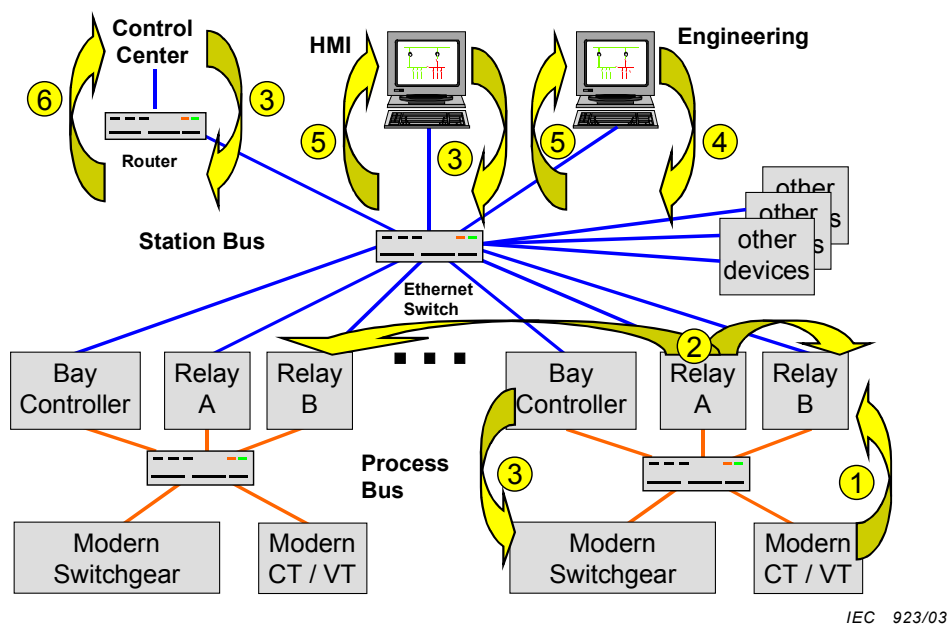 Control
Center
HMI
Engineering
6
3
5
3
5
4
Router
other
other
s
s
other
devices
Station Bus
Ethernet
Switch
2
Bay
Controller
Relay
A
Relay
B
Bay
Controller
Relay
A
Relay
B
Process
Bus
3
1
Modern
Switchgear
Modern
CT / VT
Modern
Switchgear
Modern
CT / VT
IEC 923/03